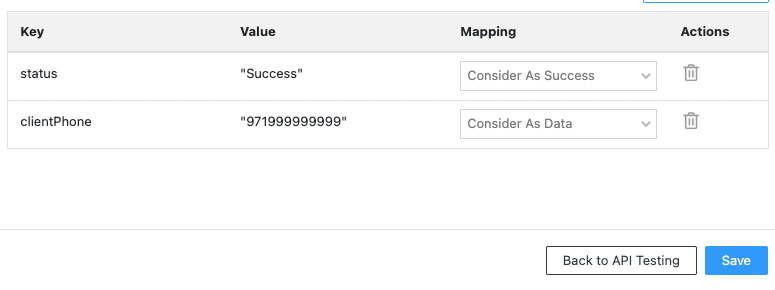 Key Value Mapping Actions
status "Success" Consider As Success
clientPhone "971999999999" Consider As Data
Back to API Testing Save